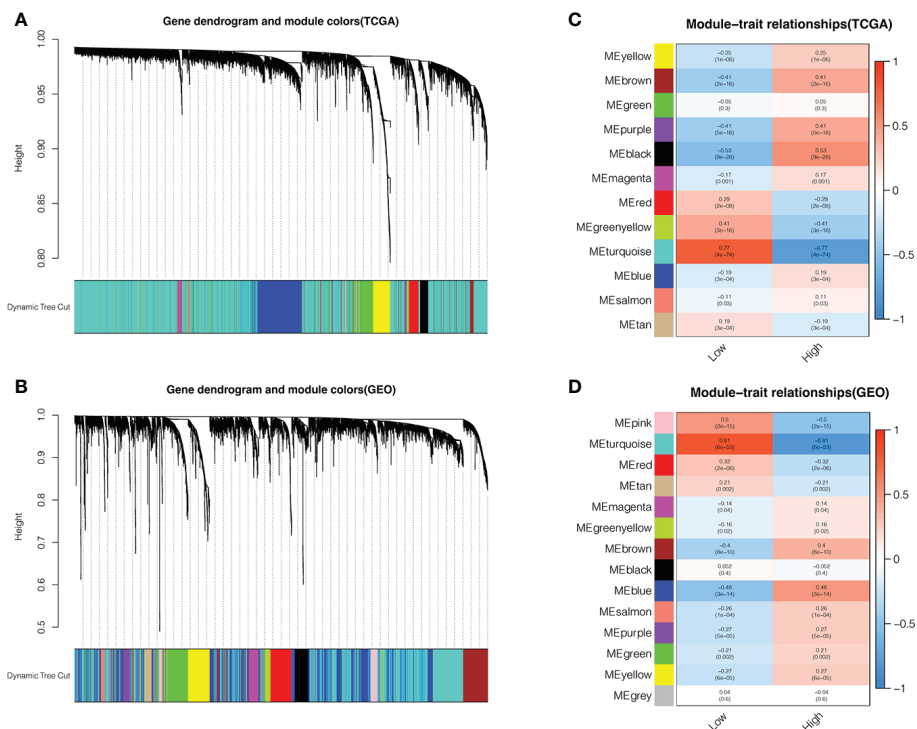 A
Gene dendrogram and module colors(TCGA)
1.00
0.95
0.90
0.85
0.80
Height
Dynamic Tree Cut
B
Gene dendrogram and module colors(GEO)
1.0
0.9
0.8
0.7
0.6
0.5
Height
Dynamic Tree Cut
C
Module−trait relationships(TCGA)
MEyellow
−0.25
(1e−06)
0.25
(1e−06)
MEbrown
−0.41
(2e−16)
0.41
(2e−16)
MEgreen
−0.05
(0.3)
0.05
(0.3)
MEpurple
−0.41
(5e−16)
0.41
(5e−16)
MEblack
−0.53
(9e−28)
0.53
(9e−28)
MEmagenta
−0.17
(0.001)
0.17
(0.001)
MEred
0.29
(2e−08)
−0.29
(2e−08)
MEgreenyellow
0.41
(3e−16)
−0.41
(3e−16)
MEturquoise
0.77
(4e−74)
−0.77
(4e−74)
MEblue
−0.19
(3e−04)
0.19
(3e−04)
MEsalmon
−0.11
(0.03)
0.11
(0.03)
MEtan
0.19
(3e−04)
−0.19
(3e−04)
Low
High
1
0.5
0
−0.5
−1
D
Module−trait relationships(GEO)
MEpink
0.5
(2e−15)
−0.5
(2e−15)
MEturquoise
0.81
(6e−53)
−0.81
(6e−53)
MEred
0.32
(2e−06)
−0.32
(2e−06)
MEtan
0.21
(0.002)
−0.21
(0.002)
MEmagenta
−0.14
(0.04)
0.14
(0.04)
MEgreenyellow
−0.16
(0.02)
0.16
(0.02)
MEbrown
−0.4
(6e−10)
0.4
(6e−10)
MEblack
0.052
(0.4)
−0.052
(0.4)
MEblue
−0.48
(3e−14)
0.48
(3e−14)
MEsalmon
−0.26
(1e−04)
0.26
(1e−04)
MEpurple
−0.27
(5e−05)
0.27
(5e−05)
MEgreen
−0.21
(0.002)
0.21
(0.002)
MEyellow
−0.27
(6e−05)
0.27
(6e−05)
MEgrey
0.04
(0.6)
−0.04
(0.6)
Low
High
1
0.5
0
−0.5
−1